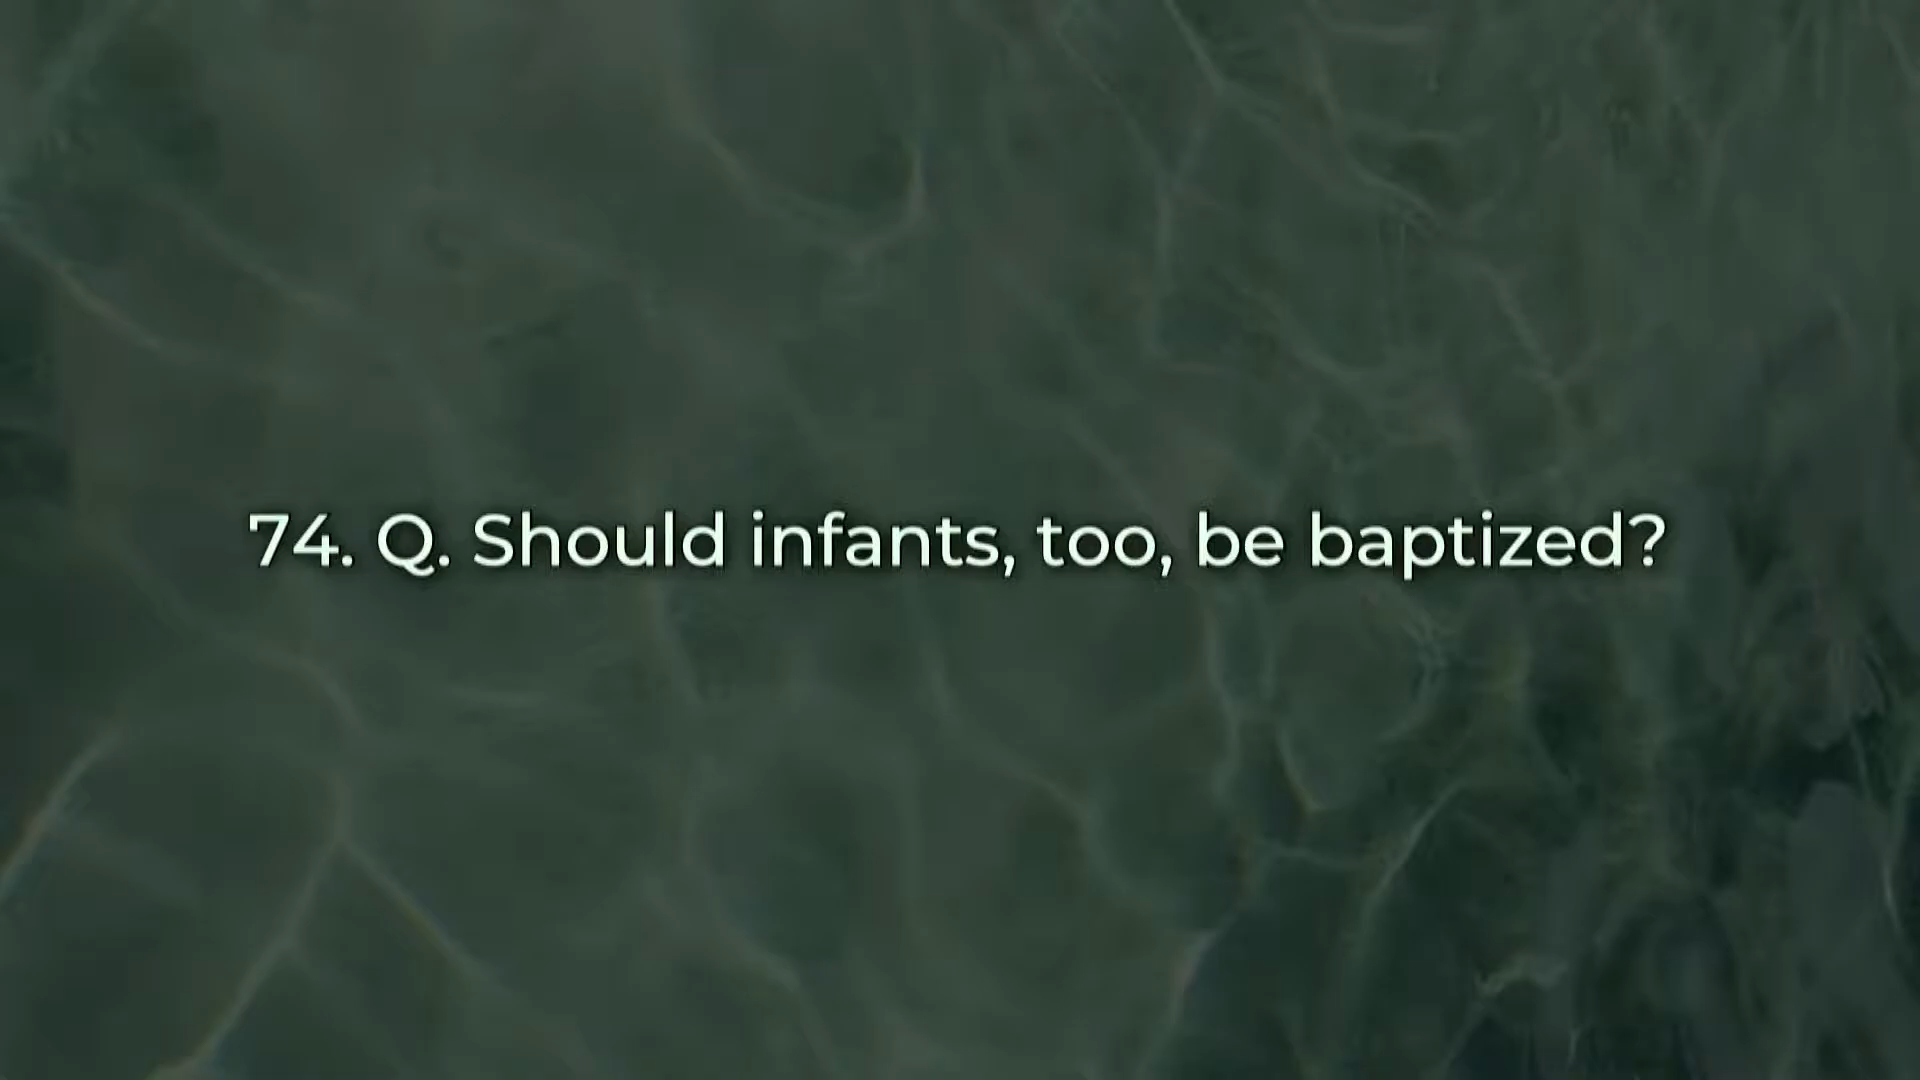 74. Q. Should infants, too, be baptized?